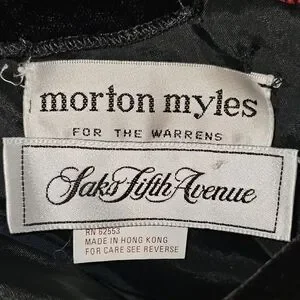 morton myles
FOR THE WARRENS
Saks Fifth Avenue
RN 62553
MADE IN HONG KONG
FOR CARE SEE REVERSE